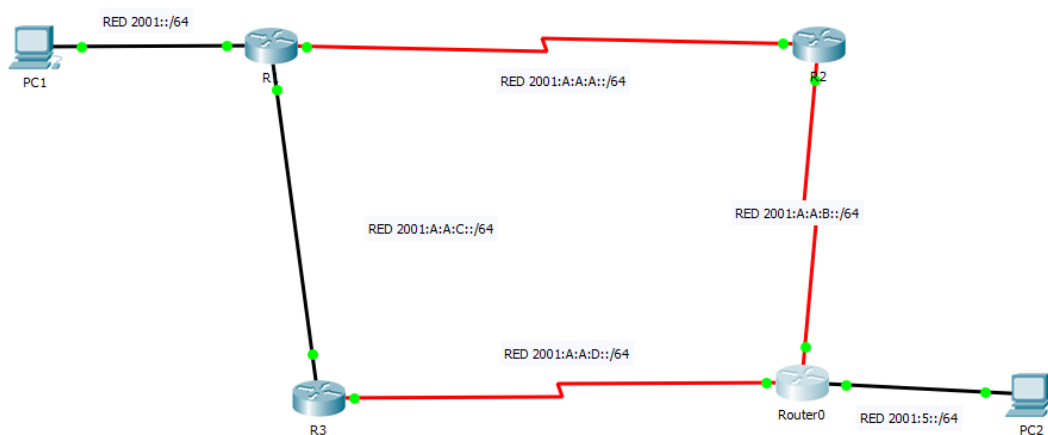 RED 2001::/64
PC1
R
R2
RED 2001:A:A:A::/64
RED 2001:A:A:B::/64
RED 2001:A:A:C::/64
RED 2001:A:A:D::/64
R3
Router0
RED 2001:5::/64
PC2